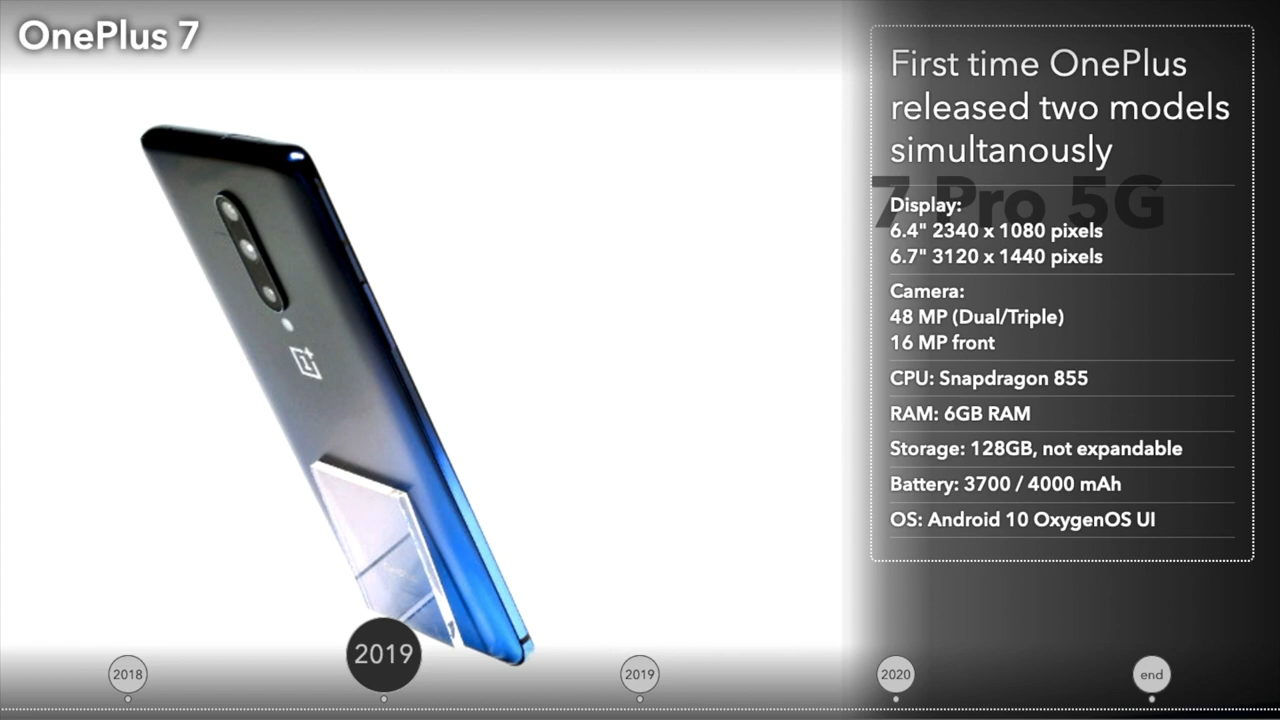 OnePlus 7
First time OnePlus
released two models
simultanously
7 Pro 5G
Display:
6.4" 2340 x 1080 pixels
6.7" 3120 x 1440 pixels
Camera:
48 MP (Dual/Triple)
16 MP front
CPU: Snapdragon 855
RAM: 6GB RAM
Storage: 128GB, not expandable
Battery: 3700 / 4000 mAh
OS: Android 10 OxygenOS UI
2018
2019
2019
2020
end